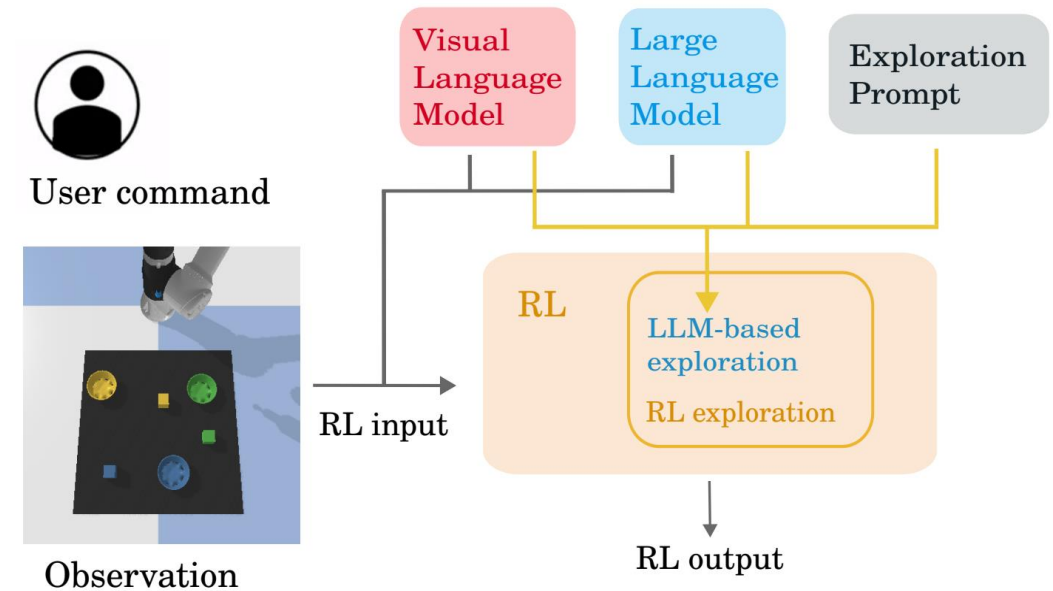 Visual
Language
Model
Large
Language
Model
Exploration
Prompt
User command
RL
LLM-based
exploration
RL exploration
RL input
RL output
Observation